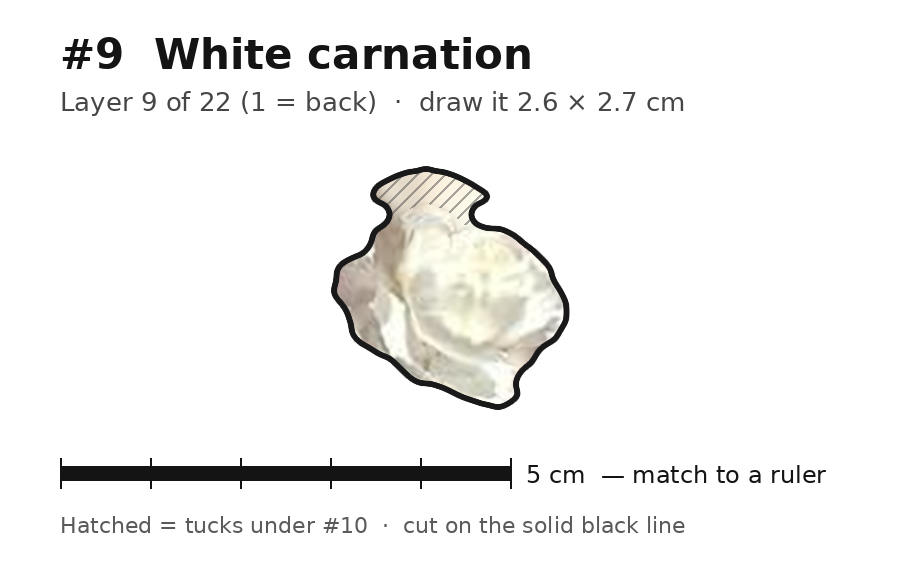 #9 White carnation
Layer 9 of 22 (1 = back) · draw it 2.6 × 2.7 cm
5 cm — match to a ruler
Hatched = tucks under #10 · cut on the solid black line